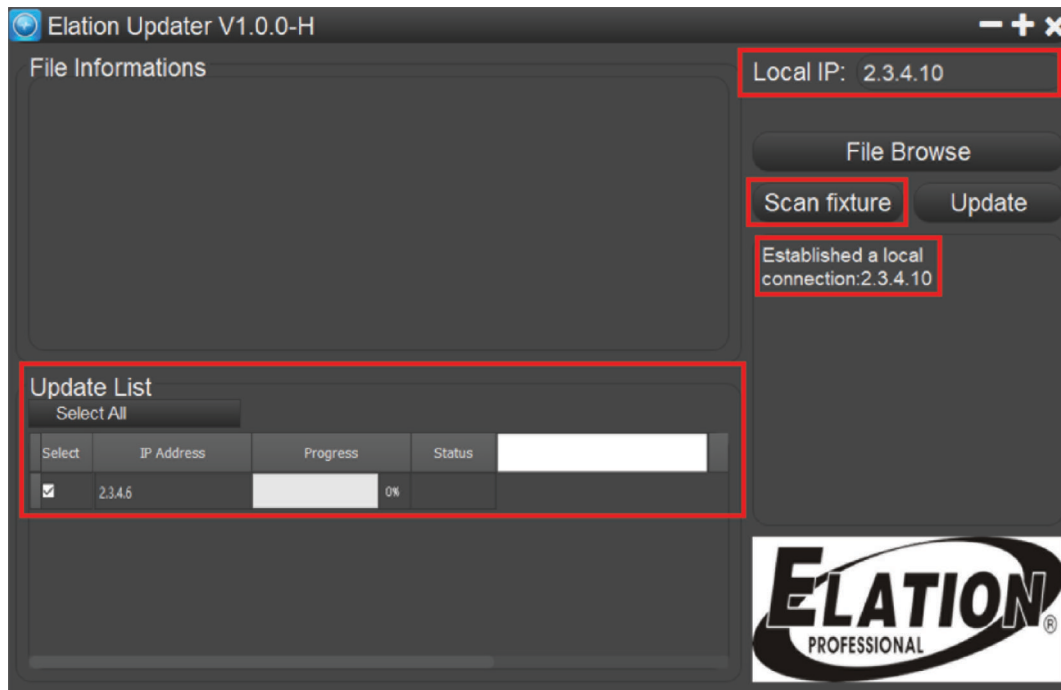 Elation Updater V1.0.0-H
File Informations
Local IP: 2.3.4.10
File Browse
Scan fixture
Update
Established a local
connection:2.3.4.10
Update List
Select All
Select IP Address Progress Status
2.3.4.6 0%
ELATION®
PROFESSIONAL